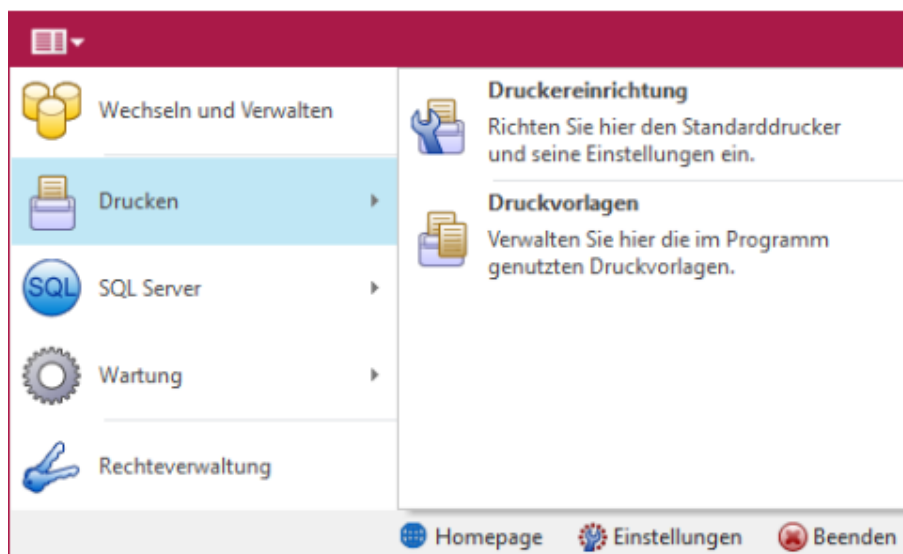 Wechseln und Verwalten
Drucken
SQL
SQL Server
Wartung
Rechteverwaltung
Druckereinrichtung
Richten Sie hier den Standarddrucker
und seine Einstellungen ein.
Druckvorlagen
Verwalten Sie hier die im Programm
genutzten Druckvorlagen.
Homepage
Einstellungen
Beenden